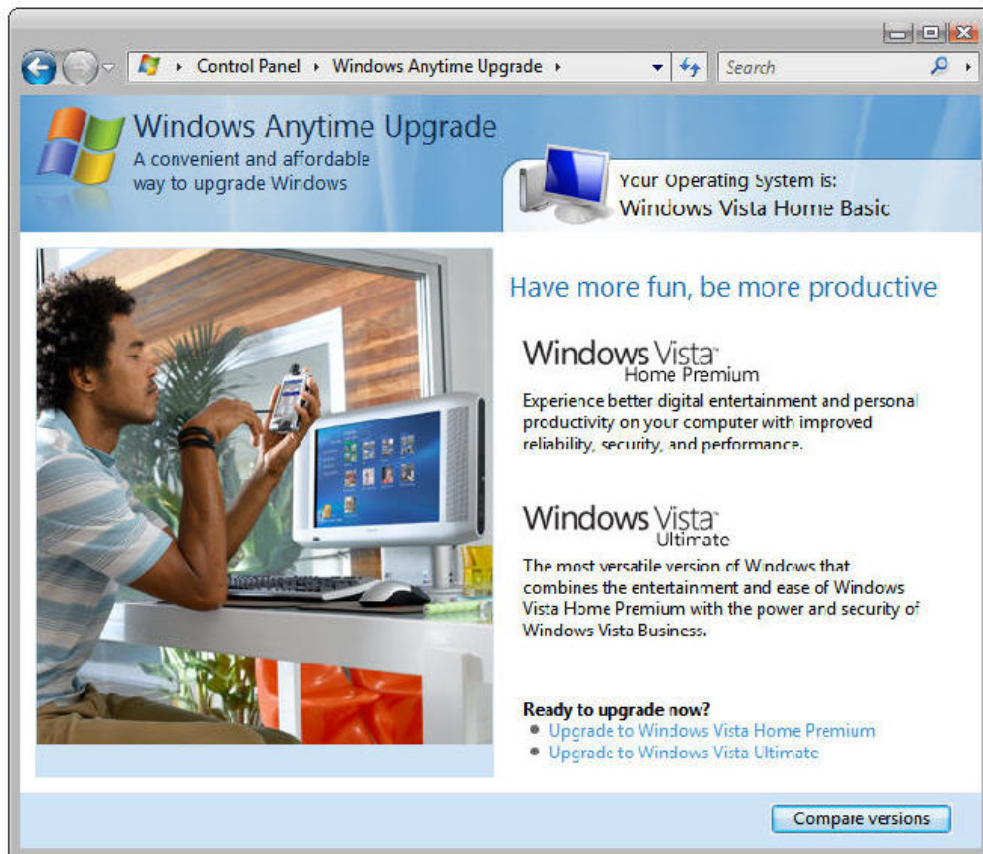 Control Panel Windows Anytime Upgrade Search
Windows Anytime Upgrade
A convenient and affordable
way to upgrade Windows
Your Operating System is:
Windows Vista Home Basic
Have more fun, be more productive
Windows Vista™
Home Premium
Experience better digital entertainment and personal
productivity on your computer with improved
reliability, security, and performance.
Windows Vista™
Ultimate
The most versatile version of Windows that
combines the entertainment and ease of Windows
Vista Home Premium with the power and security of
Windows Vista Business.
Ready to upgrade now?
Upgrade to Windows Vista Home Premium
Upgrade to Windows Vista Ultimate
Compare versions